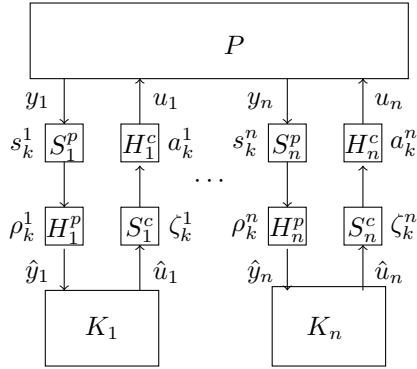 P
y_1 u_1 y_n u_n
s_k^1 S_1^p H_1^c a_k^1 s_k^n S_n^p H_n^c a_k^n
...
ρ_k^1 H_1^p S_1^c ζ_k^1 ρ_k^n H_n^p S_n^c ζ_k^n
ŷ_1 û_1 ŷ_n û_n
K_1 K_n